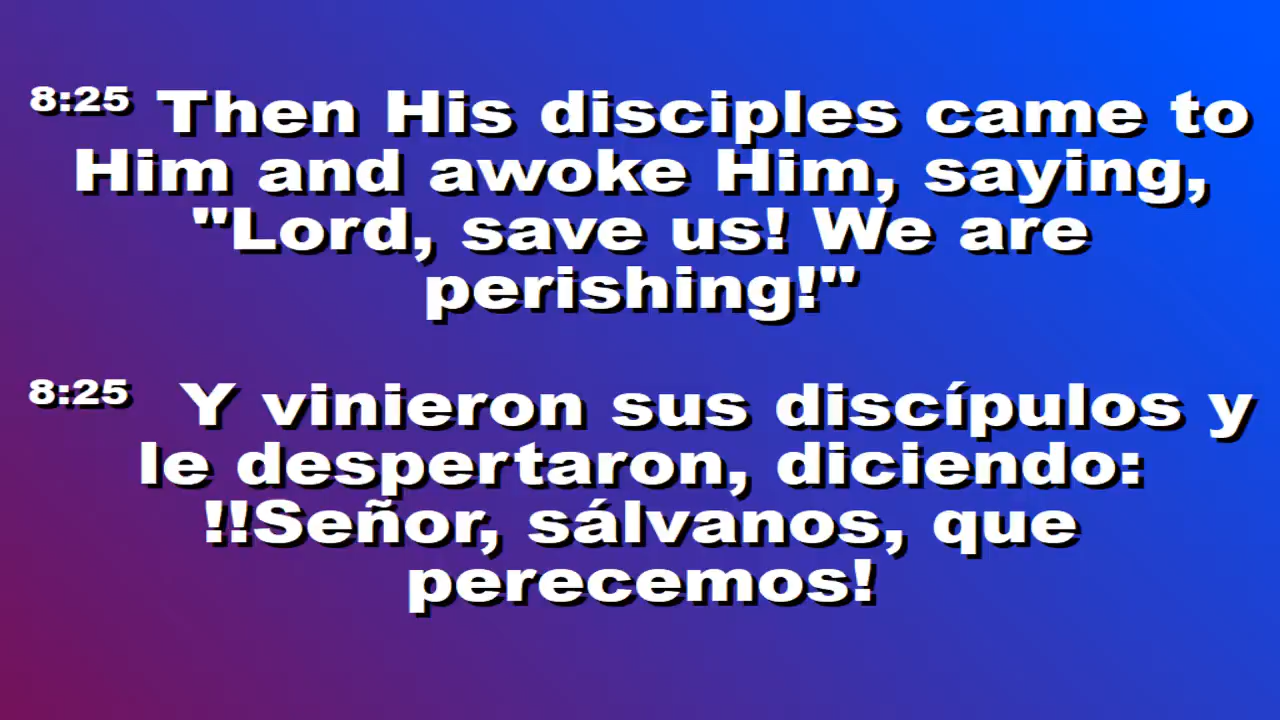 8:25 Then His disciples came to
Him and awoke Him, saying,
"Lord, save us! We are
perishing!"
8:25 Y vinieron sus discípulos y
le despertaron, diciendo:
!!Señor, sálvanos, que
perecemos!